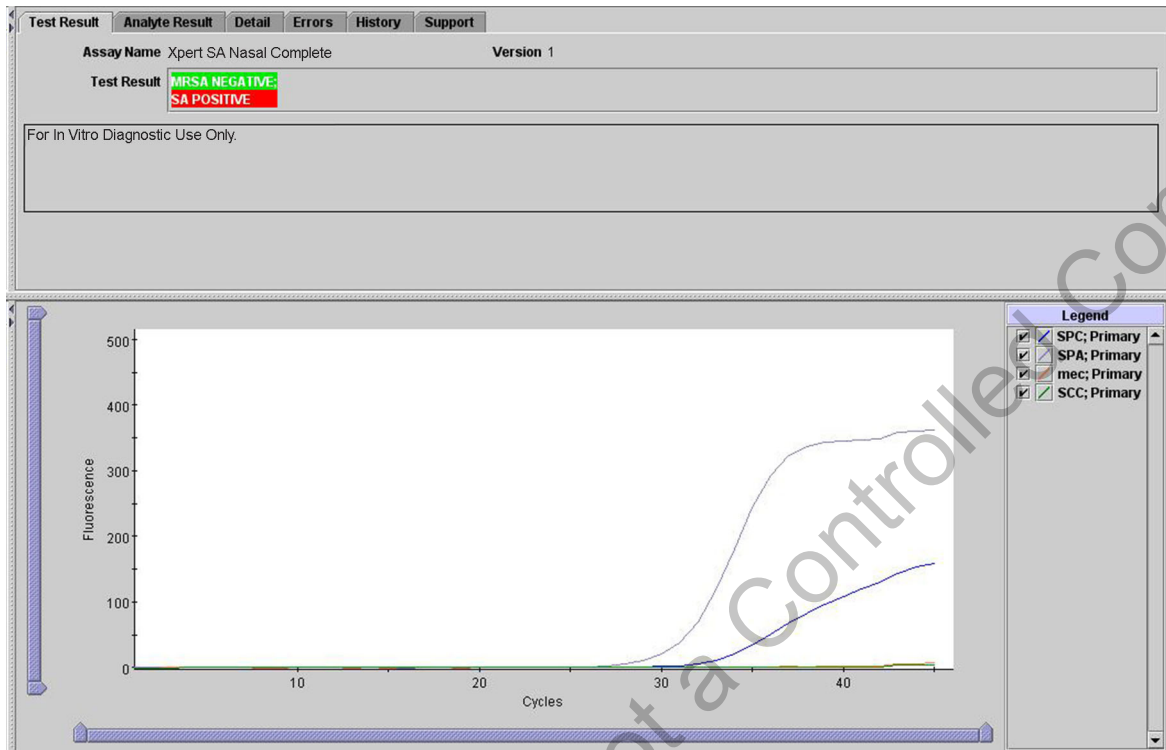 Test Result Analyte Result Detail Errors History Support
Assay Name Xpert SA Nasal Complete Version 1
Test Result MRSA NEGATIVE;
SA POSITIVE
For In Vitro Diagnostic Use Only.
Legend
SPC; Primary
SPA; Primary
mec; Primary
SCC; Primary
500
400
300
200
100
0
Fluorescence
10 20 30 40
Cycles
not a Controlled Co